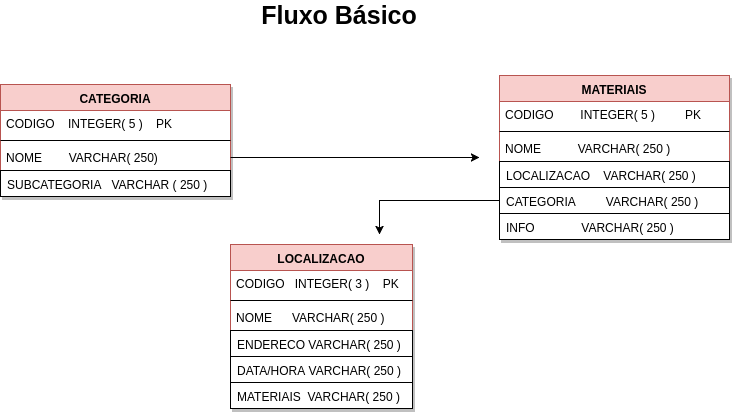 Fluxo Básico
CATEGORIA
CODIGO INTEGER( 5 ) PK
NOME VARCHAR( 250)
SUBCATEGORIA VARCHAR ( 250 )
MATERIAIS
CODIGO INTEGER( 5 ) PK
NOME VARCHAR( 250 )
LOCALIZACAO VARCHAR( 250 )
CATEGORIA VARCHAR( 250 )
INFO VARCHAR( 250 )
LOCALIZACAO
CODIGO INTEGER( 3 ) PK
NOME VARCHAR( 250 )
ENDERECO VARCHAR( 250 )
DATA/HORA VARCHAR( 250 )
MATERIAIS VARCHAR( 250 )